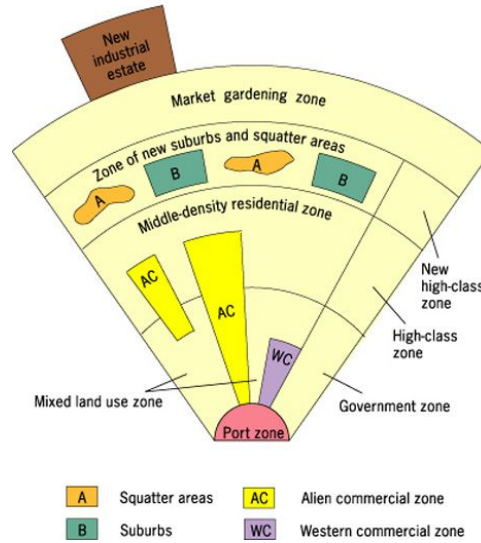 New
industrial
estate
Market gardening zone
Zone of new suburbs and squatter areas
A
B
A
B
Middle-density residential zone
AC
AC
WC
New
high-class
zone
High-class
zone
Mixed land use zone
Government zone
Port zone
A Squatter areas
AC Alien commercial zone
B Suburbs
WC Western commercial zone